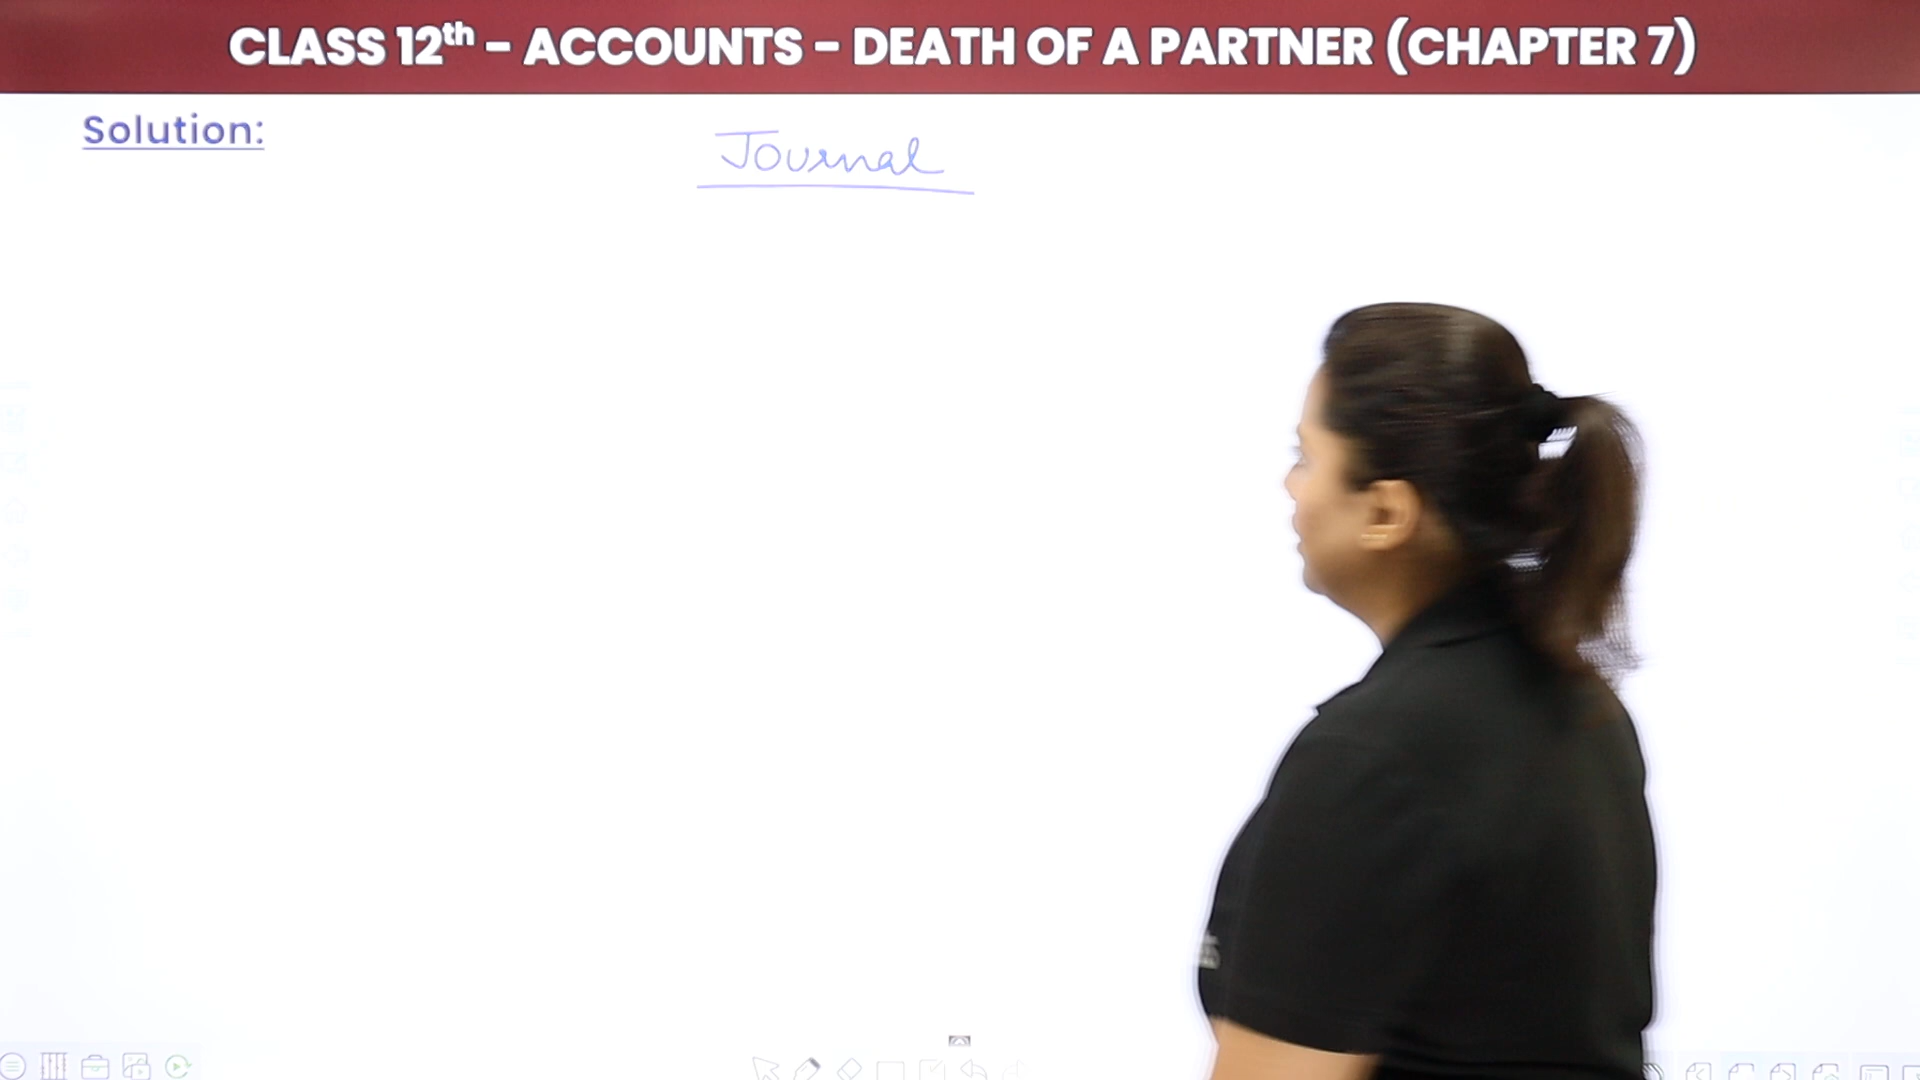 CLASS 12th - ACCOUNTS - DEATH OF A PARTNER (CHAPTER 7)
Solution:
Journal